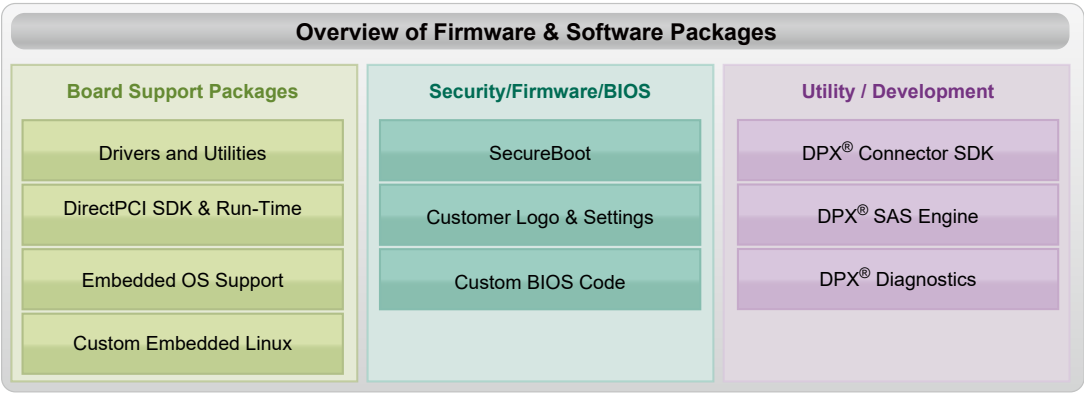 Overview of Firmware & Software Packages
Board Support Packages
Drivers and Utilities
DirectPCI SDK & Run-Time
Embedded OS Support
Custom Embedded Linux
Security/Firmware/BIOS
SecureBoot
Customer Logo & Settings
Custom BIOS Code
Utility / Development
DPX® Connector SDK
DPX® SAS Engine
DPX® Diagnostics